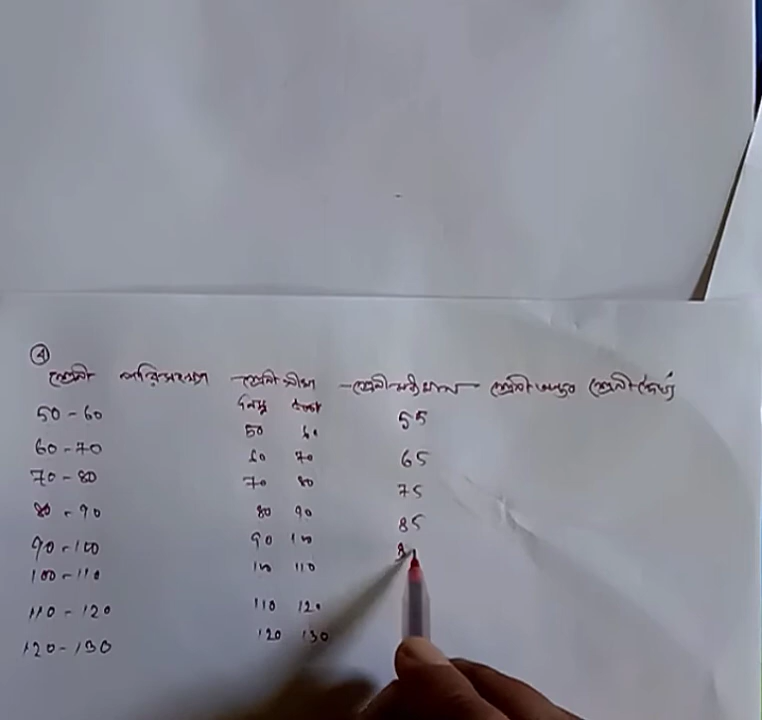 ④
শ্রেণী পরিসংখ্যা শ্রেণী সীমা শ্রেণী মধ্যমান শ্রেণী অন্তর শ্রেণী দৈর্ঘ্য
নিম্ন ঊর্ধ্ব
50-60 50 60 55
60-70 60 70 65
70-80 70 80 75
80-90 80 90 85
90-100 90 100
100-110 100 110
110-120 110 120
120-130 120 130